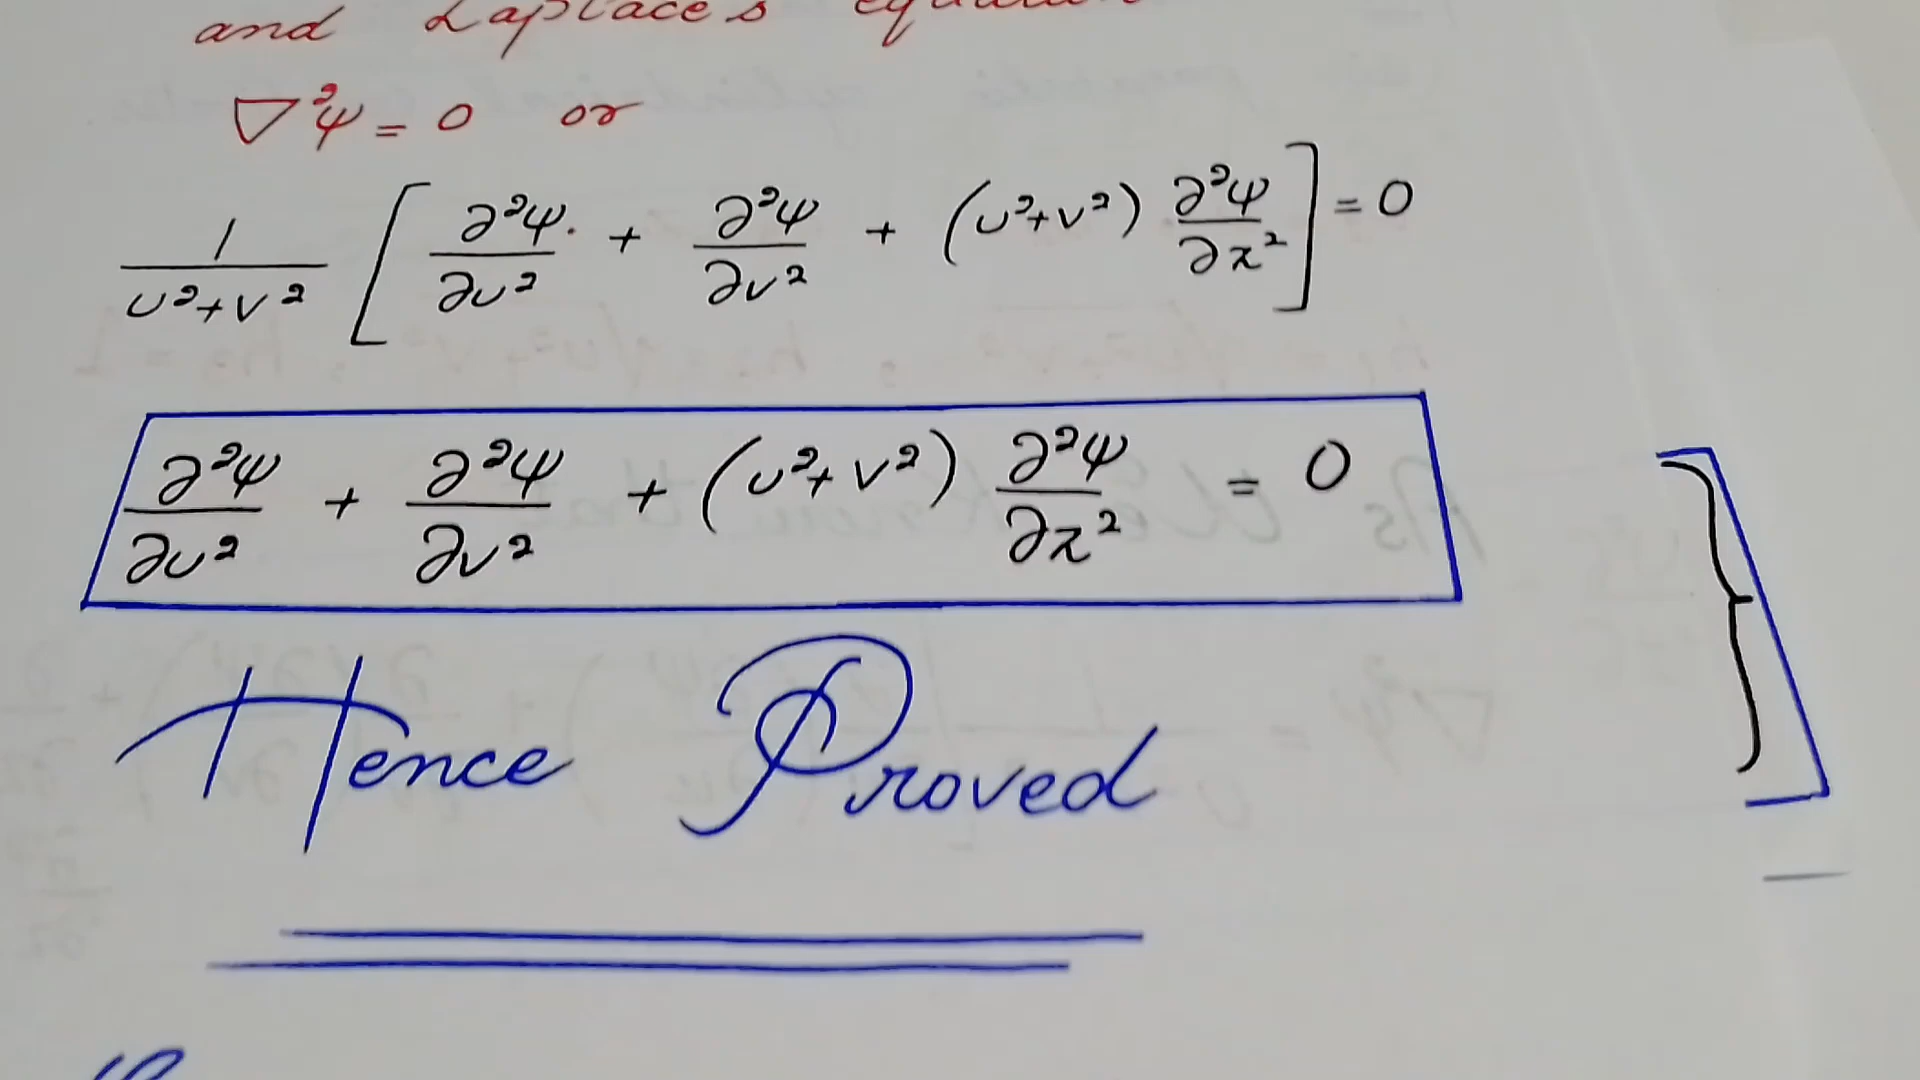 and Laplace's equation
∇²ψ = 0 or
1/(u²+v²) [∂²ψ/∂u² + ∂²ψ/∂v² + (u²+v²) ∂²ψ/∂z²] = 0
∂²ψ/∂u² + ∂²ψ/∂v² + (u²+v²) ∂²ψ/∂z² = 0
Hence Proved